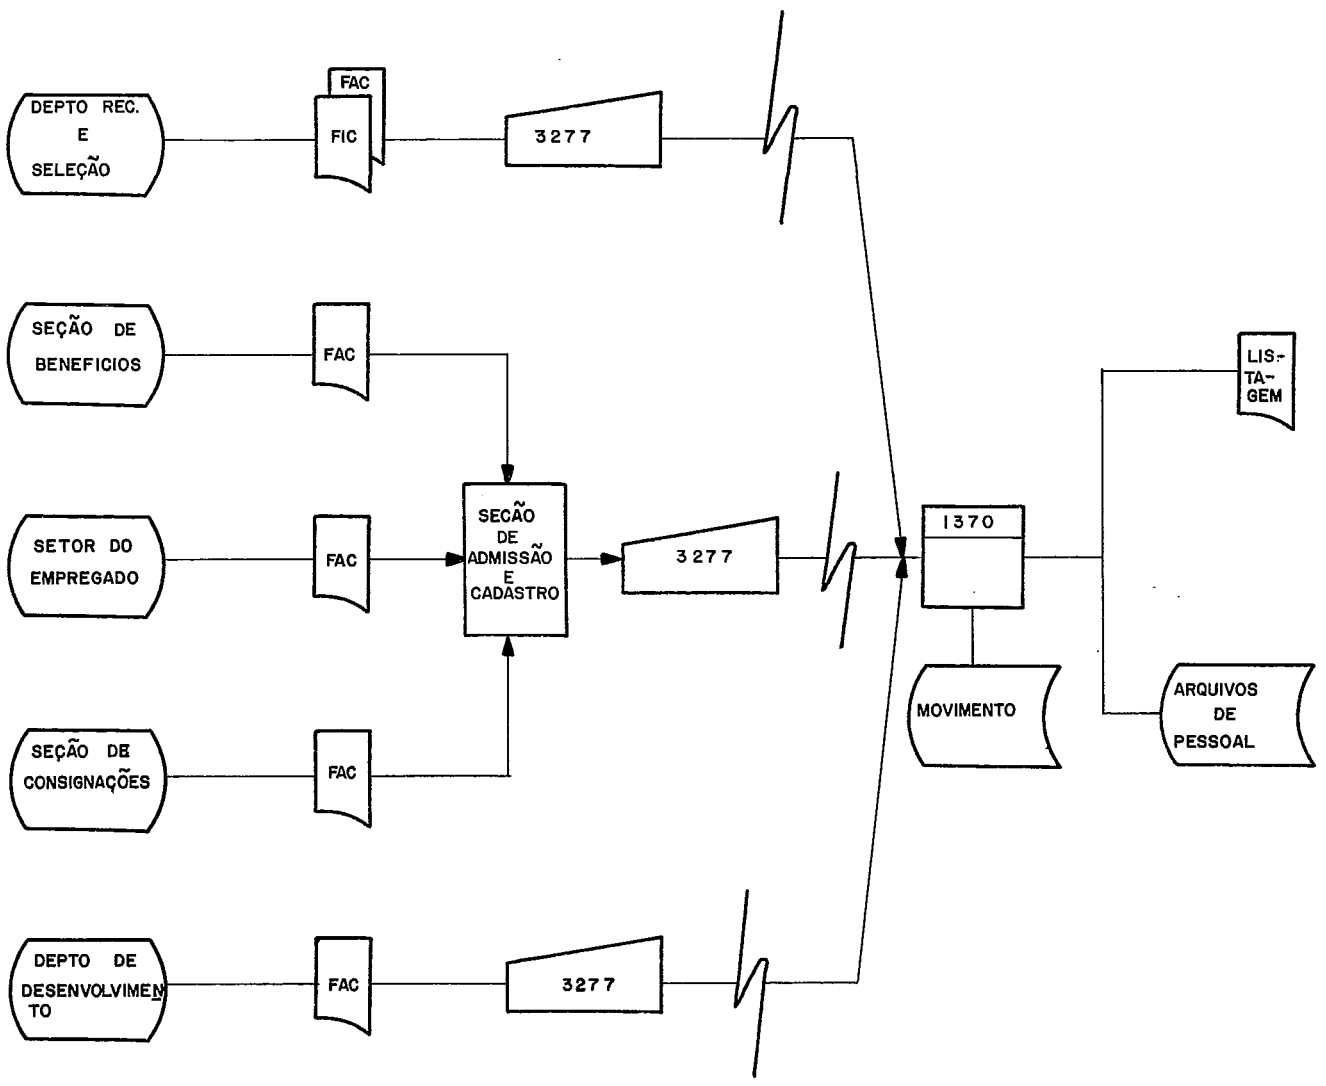 DEPTO REC.
E
SELEÇÃO
FAC
FIC
3277
SEÇÃO DE
BENEFICIOS
FAC
SETOR DO
EMPREGADO
FAC
SECÃO
DE
ADMISSÃO
E
CADASTRO
3277
1370
LIS-
TA-
GEM
MOVIMENTO
ARQUIVOS
DE
PESSOAL
SEÇÃO DE
CONSIGNAÇÕES
FAC
DEPTO DE
DESENVOLVIMEN
TO
FAC
3277